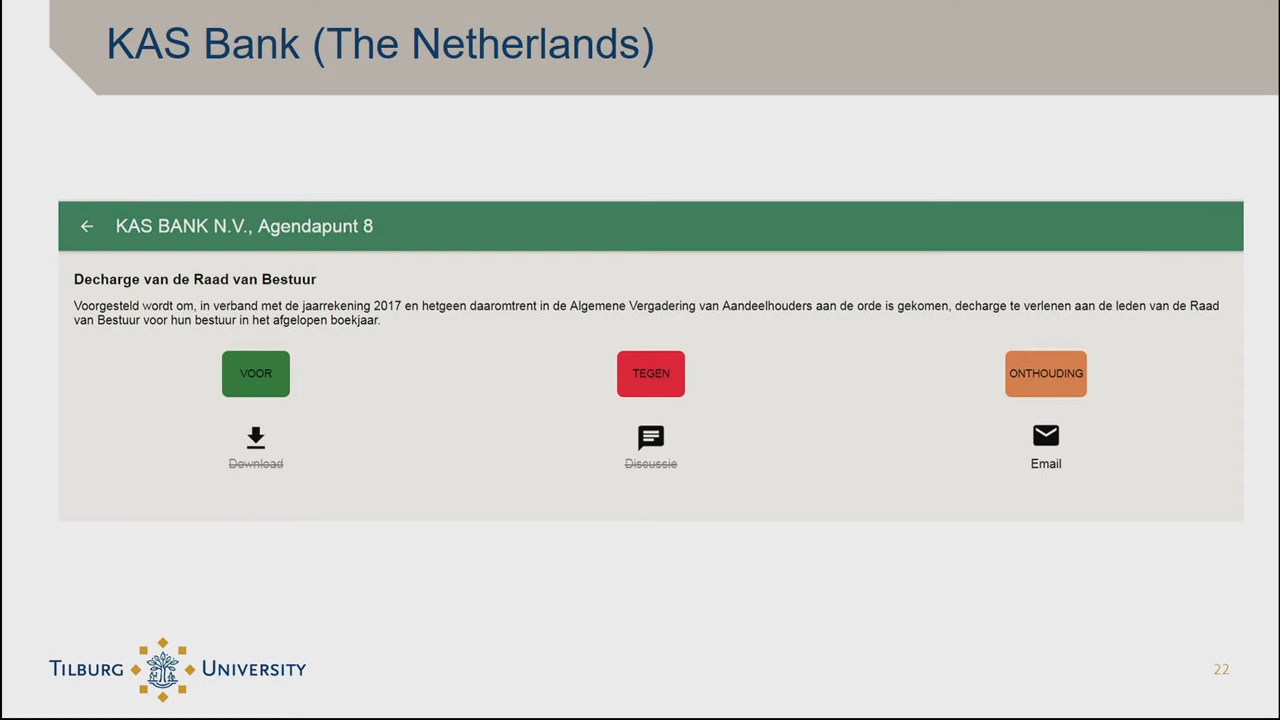 KAS Bank (The Netherlands)
KAS BANK N.V., Agendapunt 8
Decharge van de Raad van Bestuur
Voorgesteld wordt om, in verband met de jaarrekening 2017 en hetgeen daaromtrent in de Algemene Vergadering van Aandeelhouders aan de orde is gekomen, decharge te verlenen aan de leden van de Raad
van Bestuur voor hun bestuur in het afgelopen boekjaar.
VOOR TEGEN ONTHOUDING
Download Discussie Email
TILBURG UNIVERSITY
22